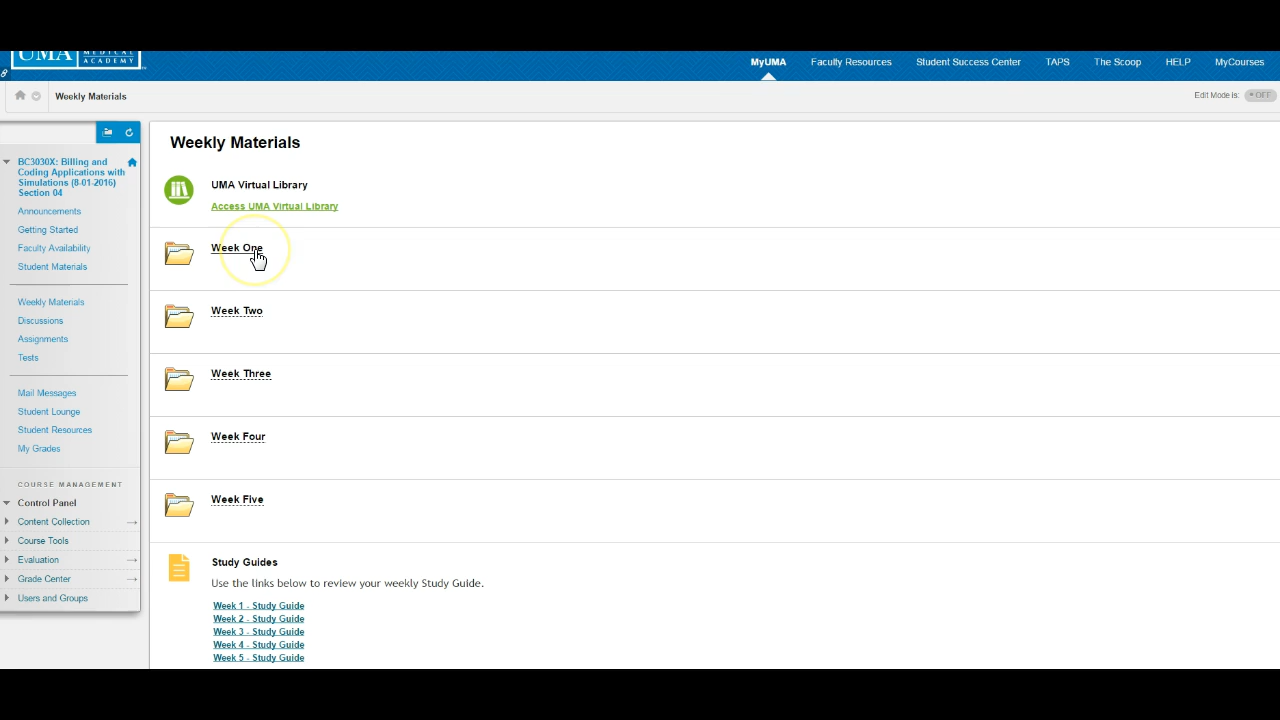 UMA MEDICAL
ACADEMY
MyUMA Faculty Resources Student Success Center TAPS The Scoop HELP MyCourses
Weekly Materials
Edit Mode is: OFF
BC3030X: Billing and
Coding Applications with
Simulations (8-01-2016)
Section 04
Announcements
Getting Started
Faculty Availability
Student Materials
Weekly Materials
Discussions
Assignments
Tests
Mail Messages
Student Lounge
Student Resources
My Grades
COURSE MANAGEMENT
Control Panel
Content Collection
Course Tools
Evaluation
Grade Center
Users and Groups
Weekly Materials
UMA Virtual Library
Access UMA Virtual Library
Week One
Week Two
Week Three
Week Four
Week Five
Study Guides
Use the links below to review your weekly Study Guide.
Week 1 - Study Guide
Week 2 - Study Guide
Week 3 - Study Guide
Week 4 - Study Guide
Week 5 - Study Guide